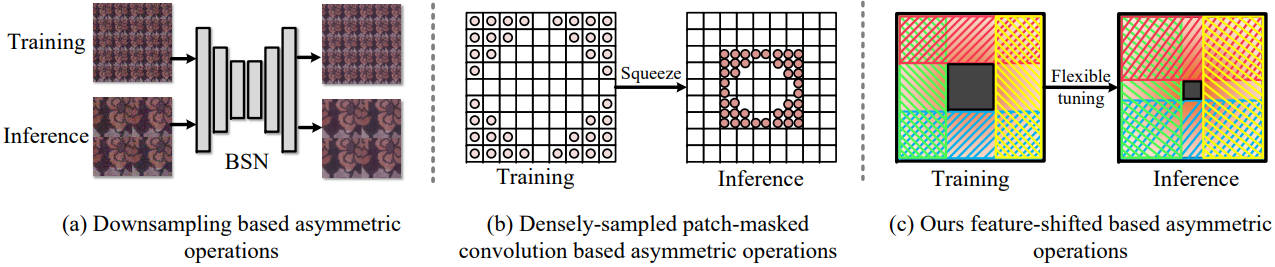 Training
Inference
BSN
(a) Downsampling based asymmetric
operations
Squeeze
Training
Inference
(b) Densely-sampled patch-masked
convolution based asymmetric operations
Flexible
tuning
Training
Inference
(c) Ours feature-shifted based asymmetric
operations